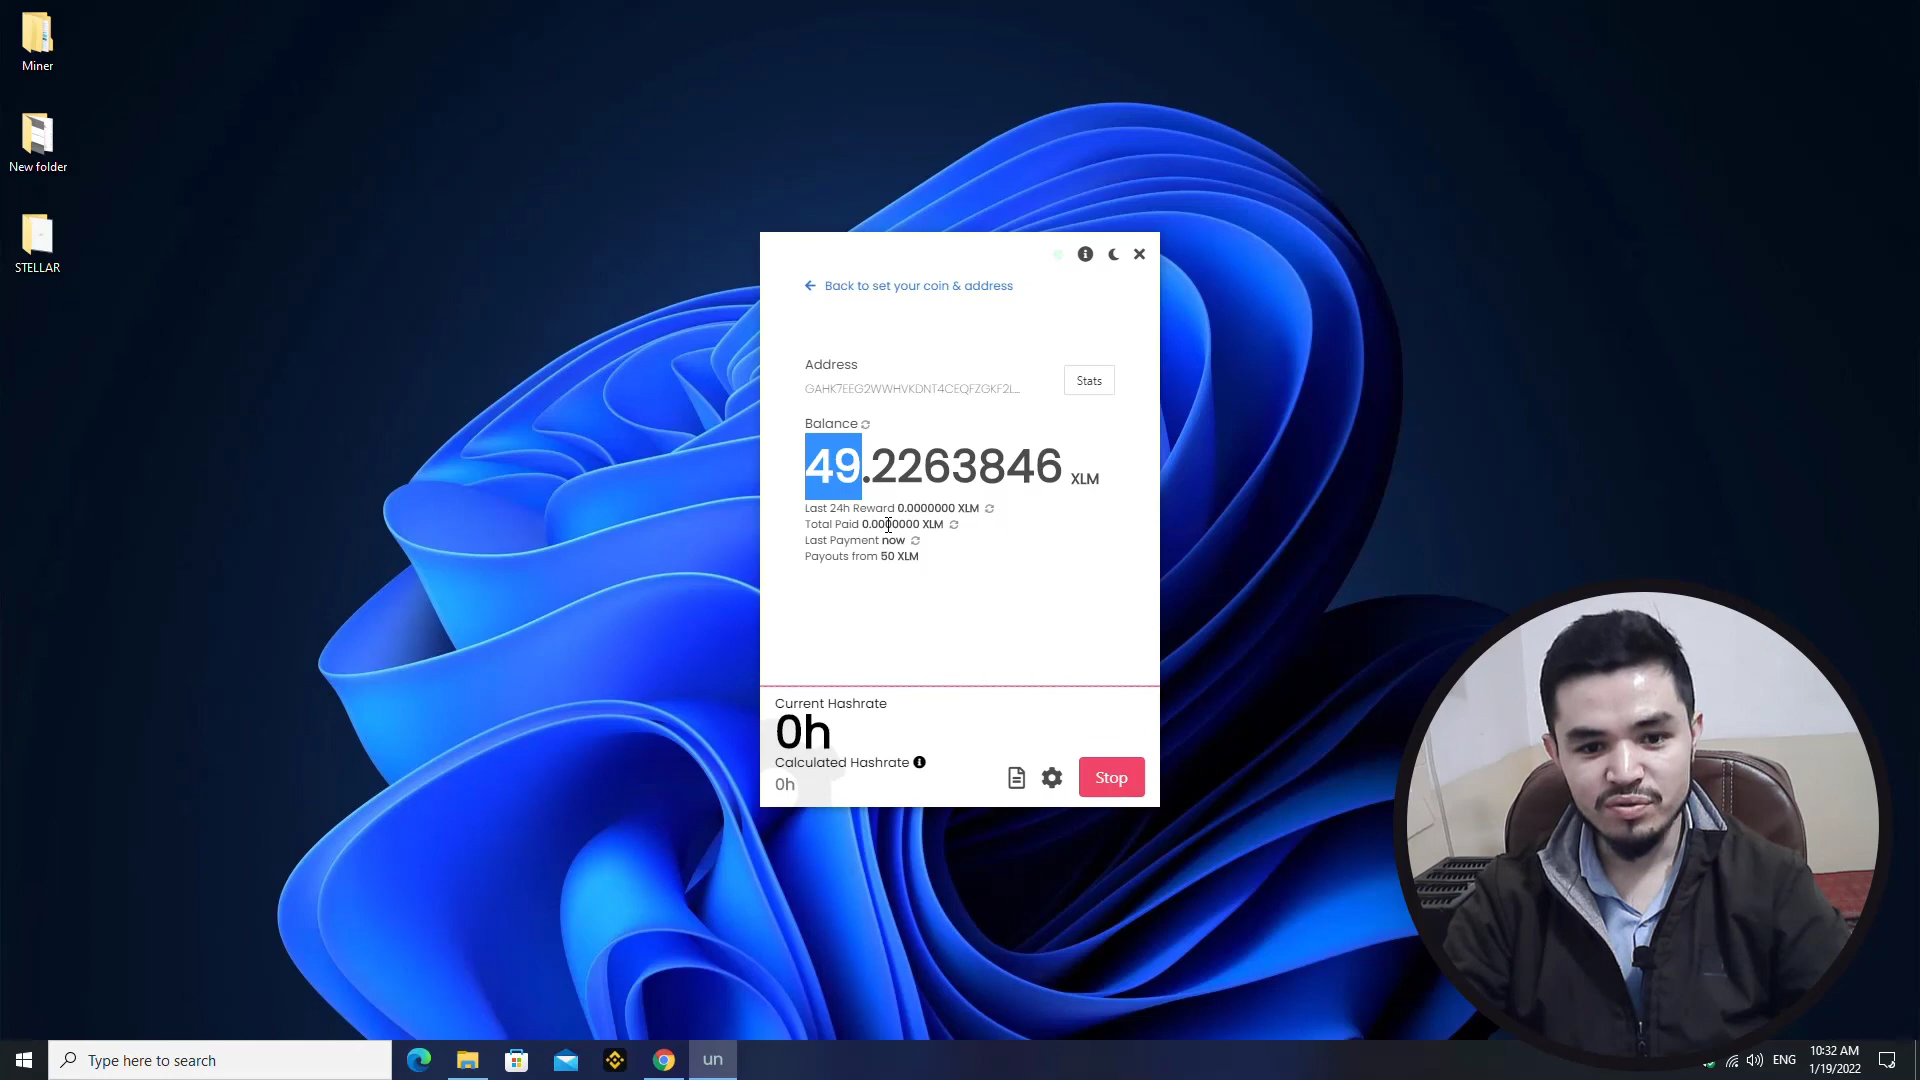 Miner
New folder
STELLAR
Back to set your coin & address
Address
GAHK7EEG2WWHVKDNT4CEQFZGKF2L...
Stats
Balance
49.2263846 XLM
Last 24h Reward 0.0000000 XLM
Total Paid 0.0000000 XLM
Last Payment now
Payouts from 50 XLM
Current Hashrate
0h
Calculated Hashrate
0h
Stop
Type here to search
un
ENG
10:32 AM
1/19/2022